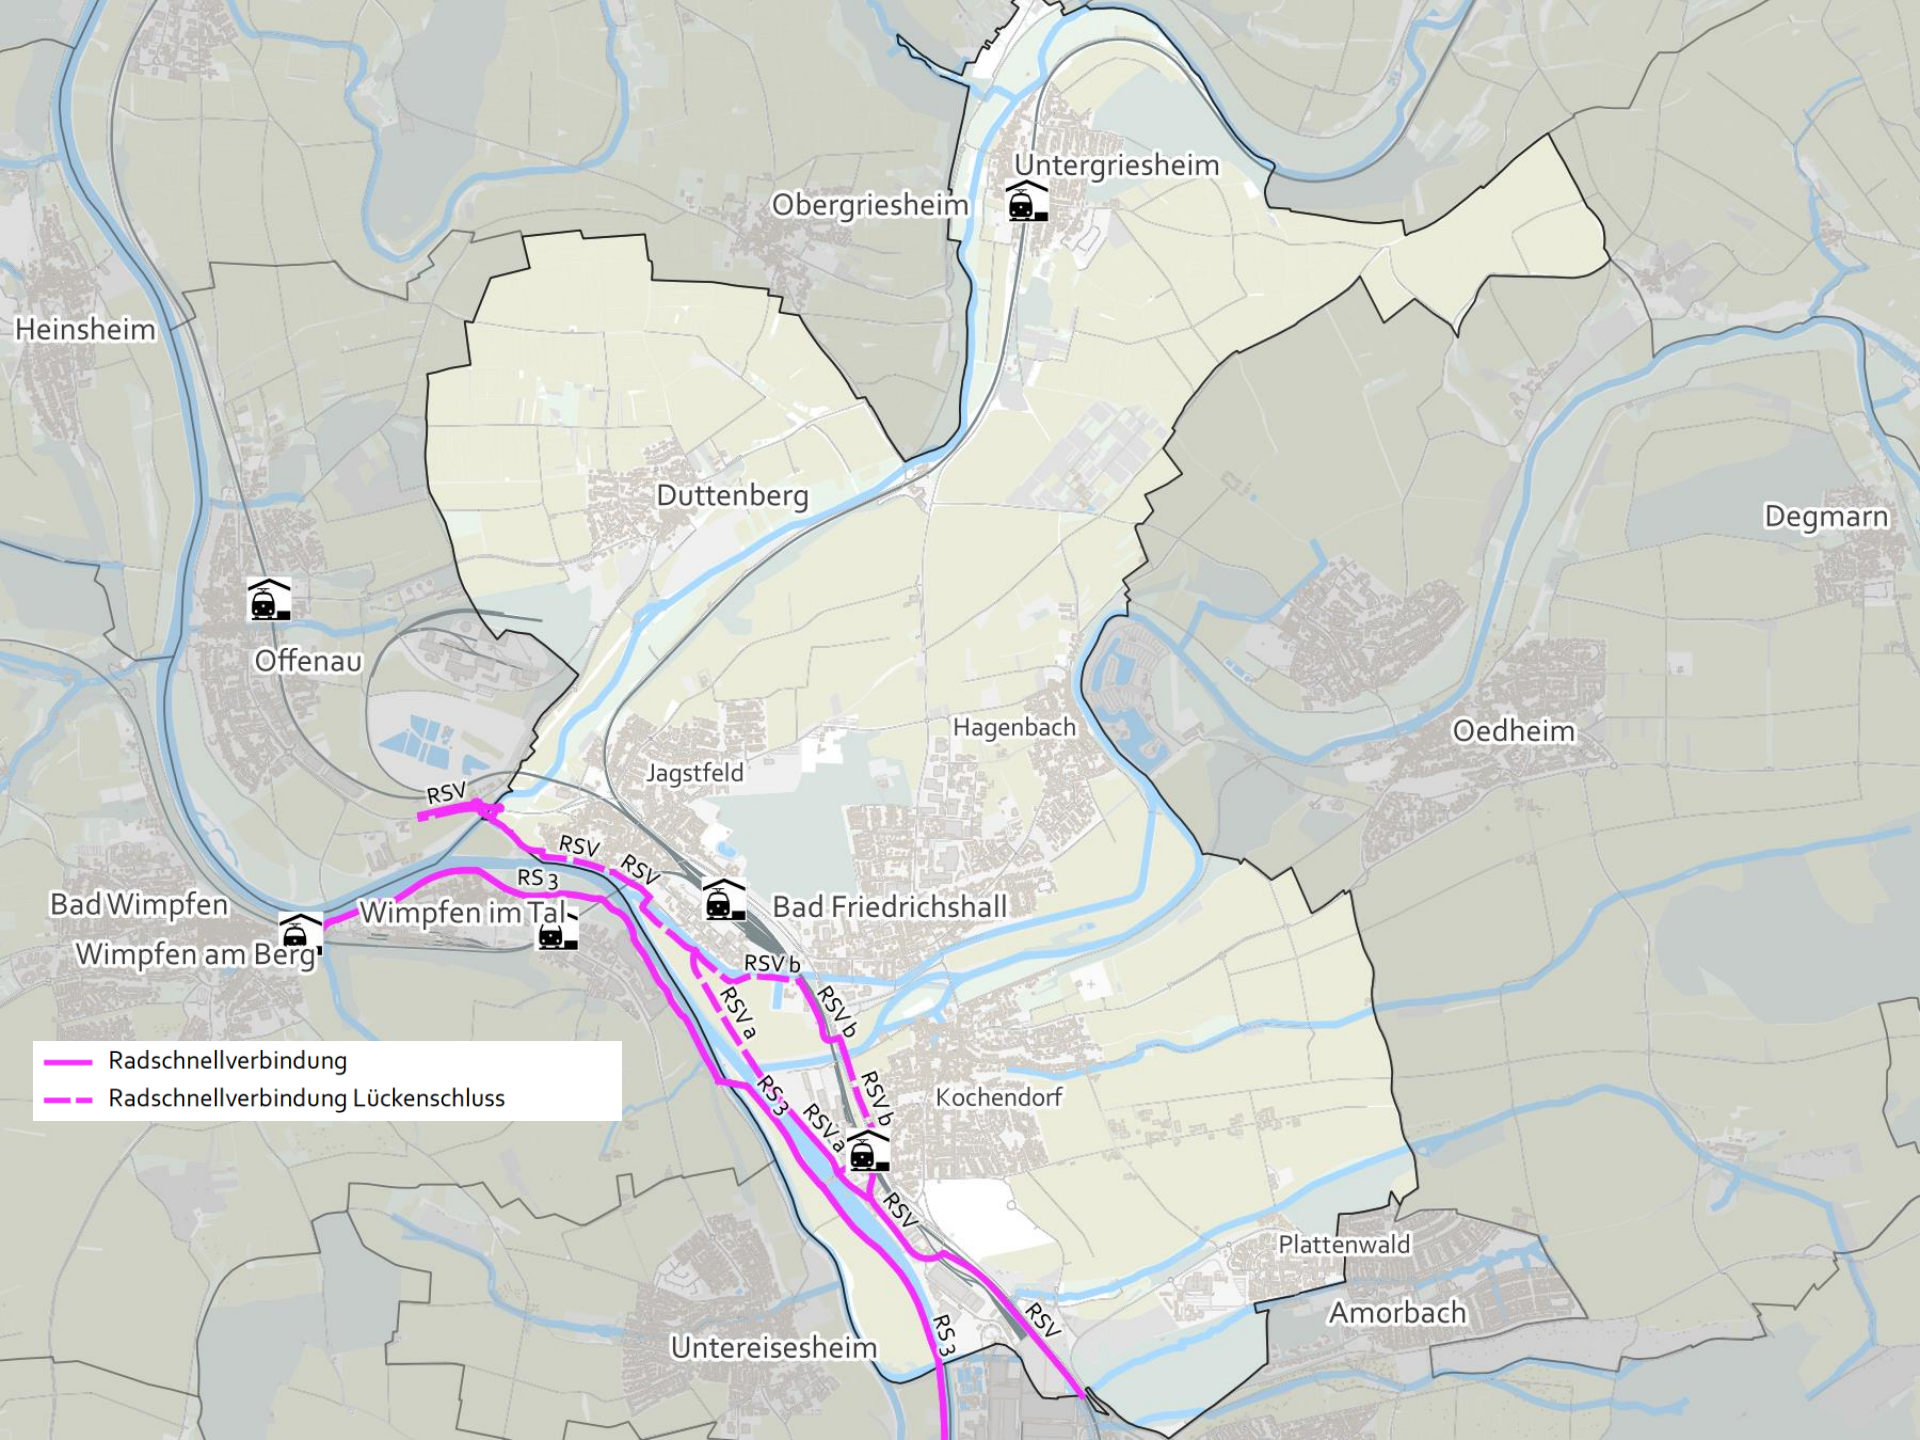 Untergriesheim
Obergriesheim
Heinsheim
Duttenberg
Degmarn
Offenau
Hagenbach
Oedheim
Jagstfeld
RSV
RSV
RSV
RS 3
Bad Wimpfen
Wimpfen im Tal
Bad Friedrichshall
Wimpfen am Berg
RSV b
RSV a
RSV b
Radschnellverbindung
Radschnellverbindung Lückenschluss
RS 3
RSV a
RSV b
Kochendorf
RSV
Plattenwald
Amorbach
RSV
RS 3
Untereisesheim